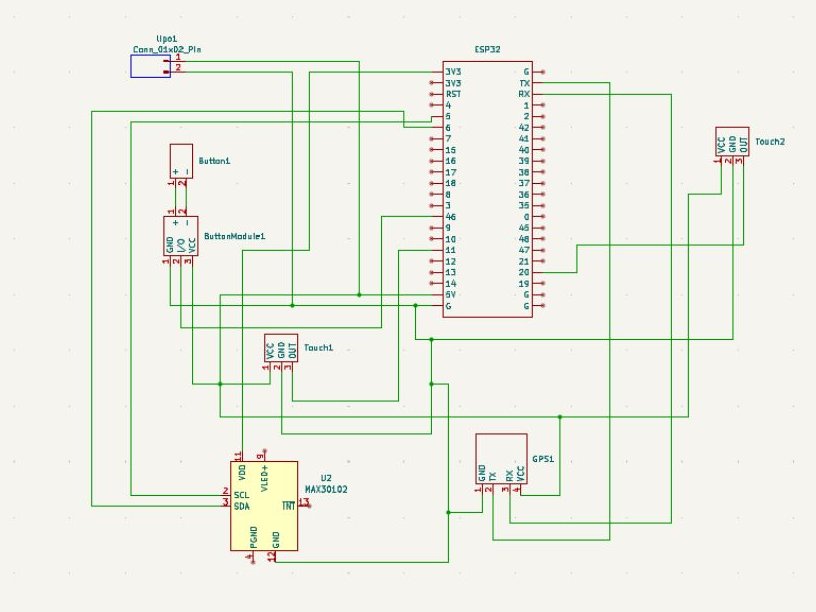 lipo1
Conn_01x02_Pin
1
2
ESP32
3V3 G
3V3 TX
RST RX
4 1
5 2
6 42
7 41
15 40
16 39
17 38
18 37
8 36
3 35
46 0
9 45
10 48
11 47
12 21
13 20
14 19
5V G
G G
VCC GND OUT
1 2 3
Touch2
Button1
+ -
1 2
1 2
+ -
GND I/O VCC
1 2 3
ButtonModule1
VCC GND OUT
1 2 3
Touch1
GND TX RX VCC
1 2 3 4
GPS1
11 9
VDD VLED+
2 SCL
3 SDA
INT 13
PGND GND
4 12
U2
MAX30102